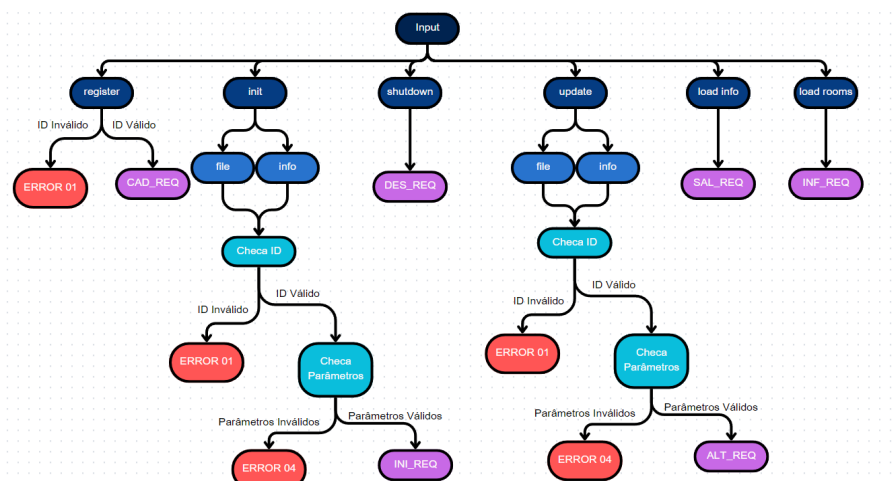 Input
register
init
shutdown
update
load info
load rooms
ID Inválido
ID Válido
file
info
file
info
ERROR 01
CAD_REQ
DES_REQ
SAL_REQ
INF_REQ
Checa ID
Checa ID
ID Inválido
ID Válido
ID Inválido
ID Válido
ERROR 01
Checa
Parâmetros
ERROR 01
Checa
Parâmetros
Parâmetros Inválidos
Parâmetros Válidos
Parâmetros Inválidos
Parâmetros Válidos
ERROR 04
INI_REQ
ERROR 04
ALT_REQ